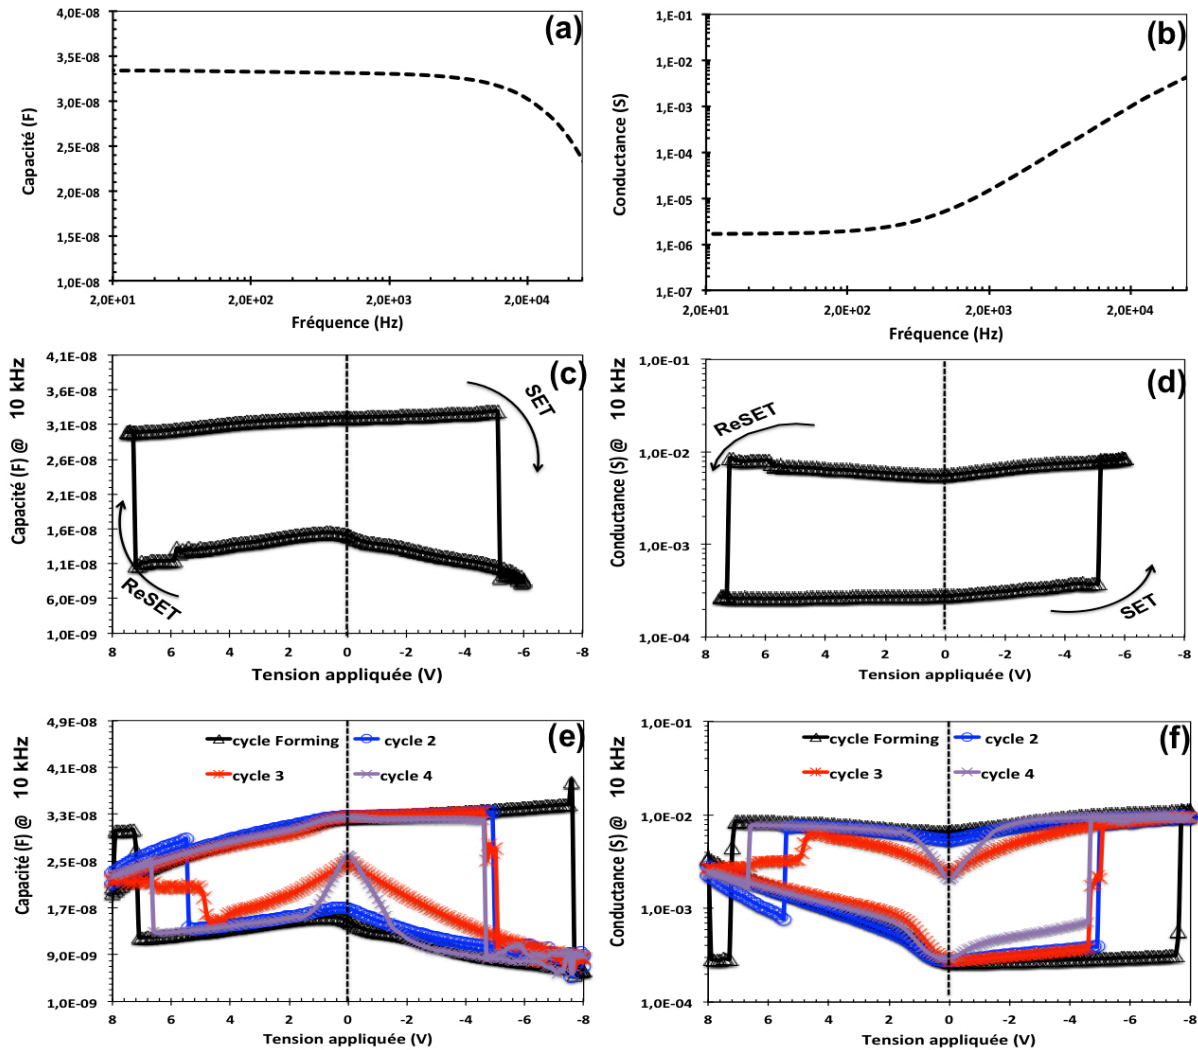 (a)
4,0E-08
3,5E-08
3,0E-08
2,5E-08
2,0E-08
1,5E-08
1,0E-08
Capacité (F)
2,0E+01 2,0E+02 2,0E+03 2,0E+04
Fréquence (Hz)
(b)
1,E-01
1,E-02
1,E-03
1,E-04
1,E-05
1,E-06
1,E-07
Conductance (S)
2,0E+01 2,0E+02 2,0E+03 2,0E+04
Fréquence (Hz)
(c)
4,1E-08
3,6E-08
3,1E-08
2,6E-08
2,1E-08
1,6E-08
1,1E-08
6,0E-09
1,0E-09
Capacité (F) @ 10 kHz
SET
ReSET
8 6 4 2 0 -2 -4 -6 -8
Tension appliquée (V)
(d)
1,0E-01
1,0E-02
1,0E-03
1,0E-04
Conductance (S) @ 10 kHz
ReSET
SET
8 6 4 2 0 -2 -4 -6 -8
Tension appliquée (V)
(e)
4,9E-08
4,1E-08
3,3E-08
2,5E-08
1,7E-08
9,0E-09
1,0E-09
Capacité (F) @ 10 kHz
cycle Forming cycle 2
cycle 3 cycle 4
8 6 4 2 0 -2 -4 -6 -8
Tension appliquée (V)
(f)
1,0E-01
1,0E-02
1,0E-03
1,0E-04
Conductance (S) @ 10 kHz
cycle Forming cycle 2
cycle 3 cycle 4
8 6 4 2 0 -2 -4 -6 -8
Tension appliquée (V)